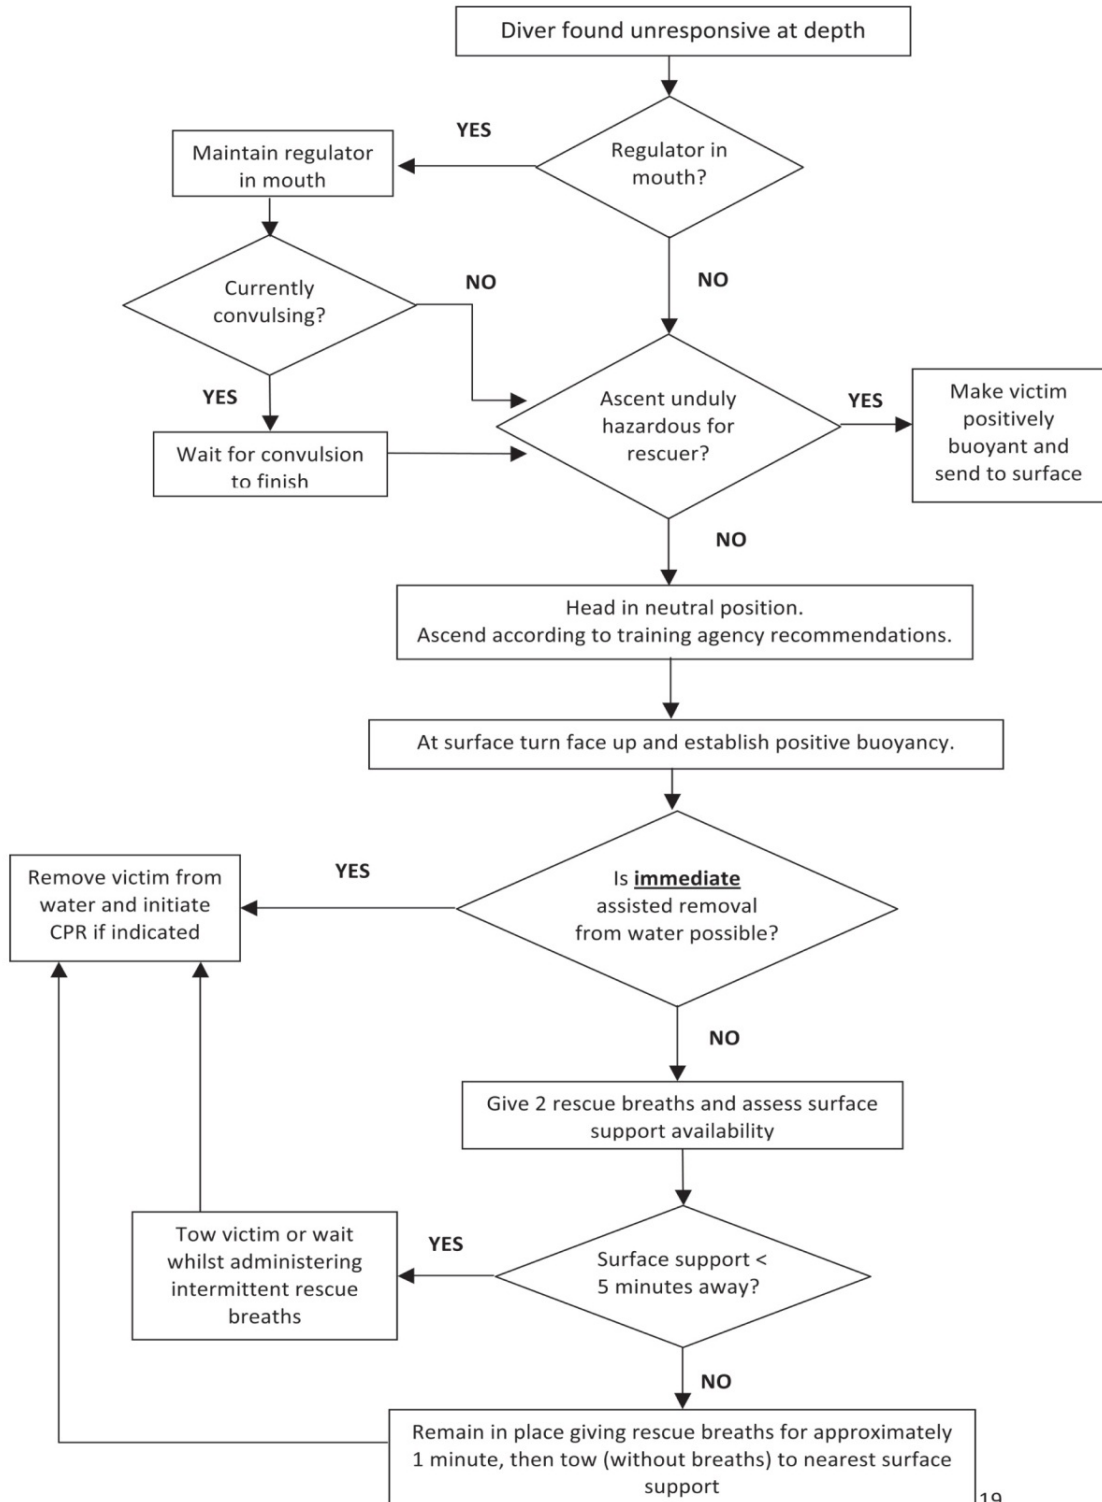 Diver found unresponsive at depth
Regulator in
mouth?
YES
Maintain regulator
in mouth
NO
Currently
convulsing?
NO
YES
Wait for convulsion
to finish
Ascent unduly
hazardous for
rescuer?
YES
Make victim
positively
buoyant and
send to surface
NO
Head in neutral position.
Ascend according to training agency recommendations.
At surface turn face up and establish positive buoyancy.
Is immediate
assisted removal
from water possible?
YES
Remove victim from
water and initiate
CPR if indicated
NO
Give 2 rescue breaths and assess surface
support availability
Surface support <
5 minutes away?
YES
Tow victim or wait
whilst administering
intermittent rescue
breaths
NO
Remain in place giving rescue breaths for approximately
1 minute, then tow (without breaths) to nearest surface
support
19